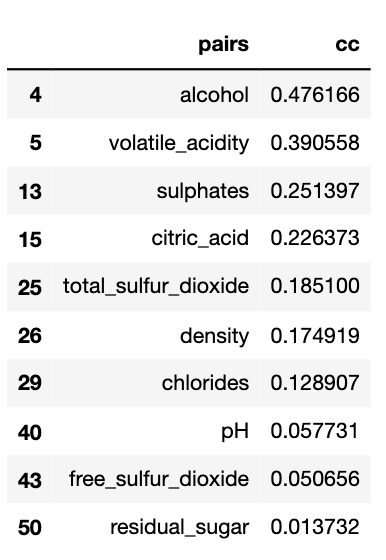 pairs cc
4 alcohol 0.476166
5 volatile_acidity 0.390558
13 sulphates 0.251397
15 citric_acid 0.226373
25 total_sulfur_dioxide 0.185100
26 density 0.174919
29 chlorides 0.128907
40 pH 0.057731
43 free_sulfur_dioxide 0.050656
50 residual_sugar 0.013732